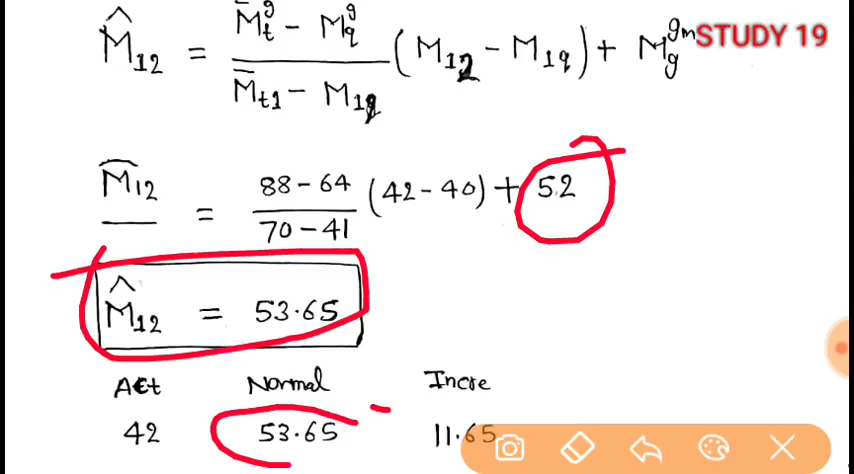 M̂12 = (M̄t^g - Mq^g) / (M̄t1 - M1q) (M12 - M1q) + Mg^gm
STUDY 19
M̂12 = (88-64) / (70-41) (42-40) + 52
M̂12 = 53.65
Act Normal Incre
42 53.65 11.65